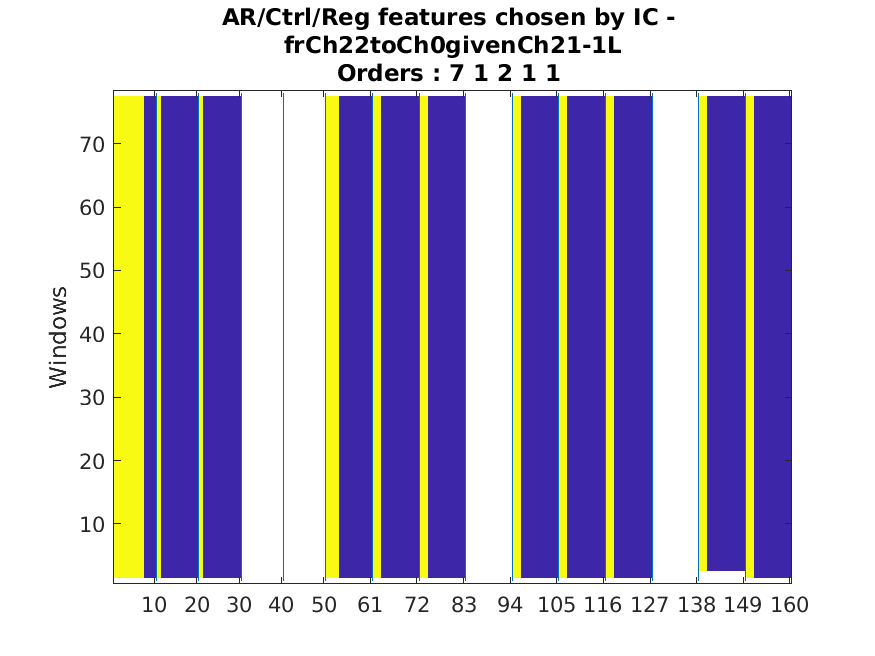 AR/Ctrl/Reg features chosen by IC -
frCh22toCh0givenCh21-1L
Orders : 7 1 2 1 1
70
60
50
40
30
20
10
Windows
10 20 30 40 50 61 72 83 94 105 116 127 138 149 160